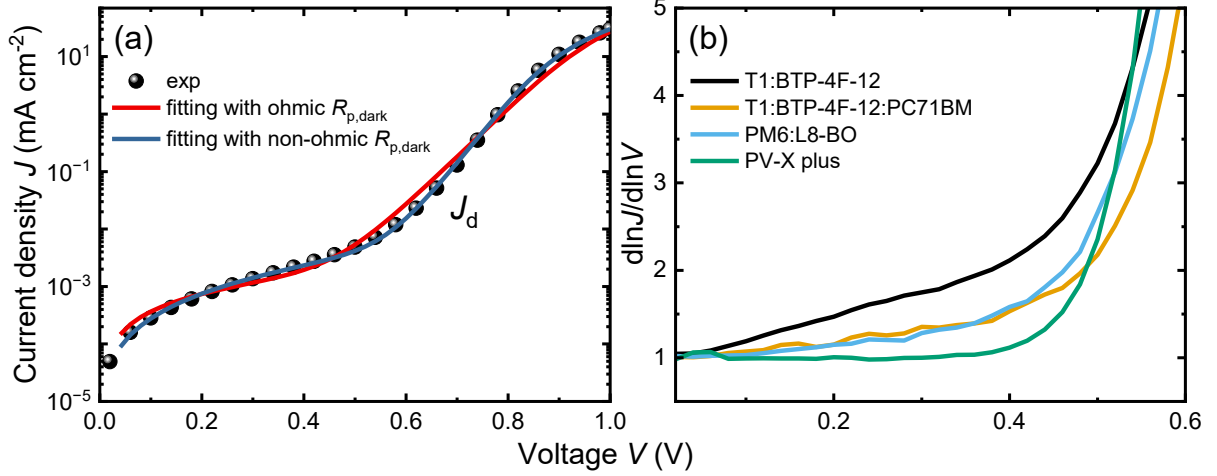 (a)
exp
fitting with ohmic R_p,dark
fitting with non-ohmic R_p,dark
J_d
Current density J (mA cm⁻²)
10¹
10⁻¹
10⁻³
10⁻⁵
0.0 0.2 0.4 0.6 0.8 1.0
(b)
T1:BTP-4F-12
T1:BTP-4F-12:PC71BM
PM6:L8-BO
PV-X plus
dlnJ/dlnV
5
4
3
2
1
0.2 0.4 0.6
Voltage V (V)